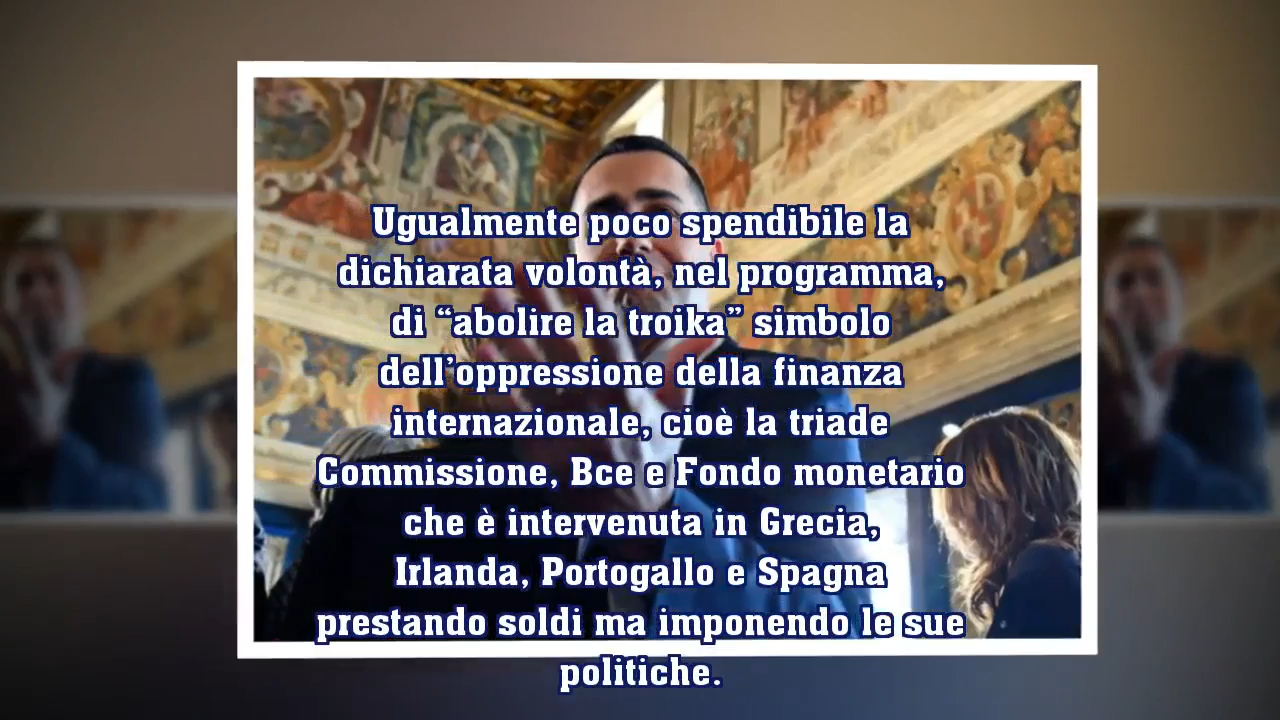 Ugualmente poco spendibile la
dichiarata volontà, nel programma,
di “abolire la troika” simbolo
dell'oppressione della finanza
internazionale, cioè la triade
Commissione, Bce e Fondo monetario
che è intervenuta in Grecia,
Irlanda, Portogallo e Spagna
prestando soldi ma imponendo le sue
politiche.